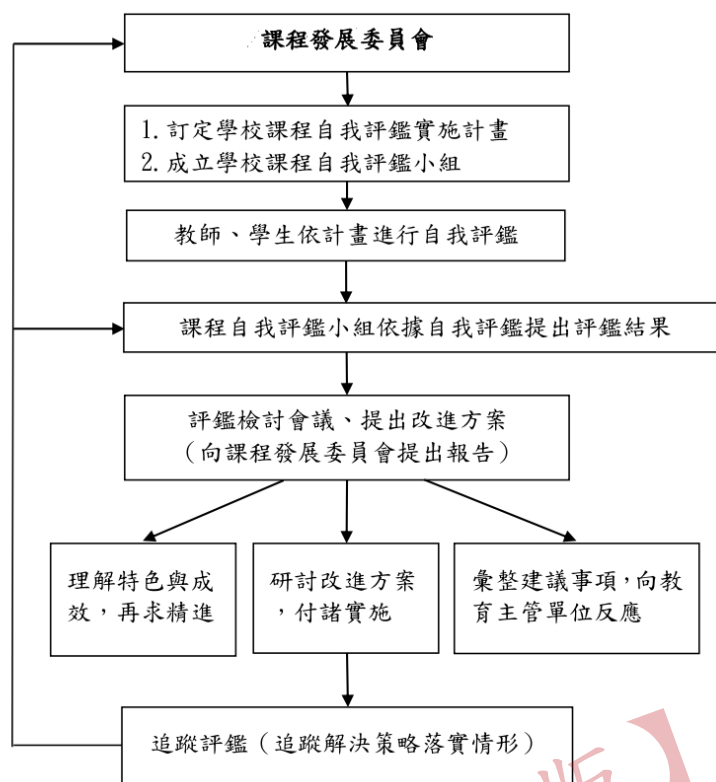 課程發展委員會
1. 訂定學校課程自我評鑑實施計畫
2. 成立學校課程自我評鑑小組
教師、學生依計畫進行自我評鑑
課程自我評鑑小組依據自我評鑑提出評鑑結果
評鑑檢討會議、提出改進方案
（向課程發展委員會提出報告）
理解特色與成
效，再求精進
研討改進方案
，付諸實施
彙整建議事項，向教
育主管單位反應
追蹤評鑑（追蹤解決策略落實情形）
版】